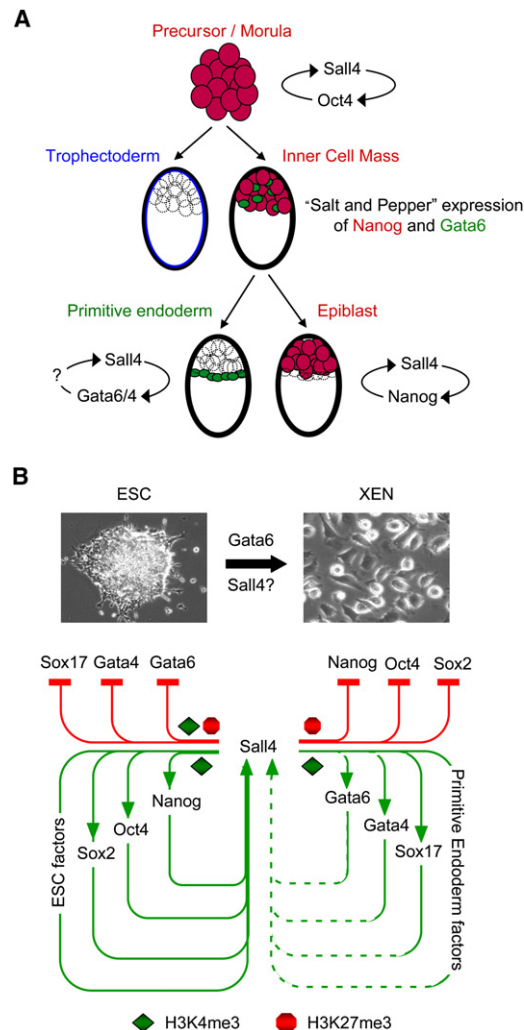 A
Precursor / Morula
Sall4
Oct4
Trophectoderm
Inner Cell Mass
“Salt and Pepper” expression
of Nanog and Gata6
Primitive endoderm
Epiblast
Sall4
?
Gata6/4
Sall4
Nanog
B
ESC
XEN
Gata6
Sall4?
Sox17 Gata4 Gata6
Nanog Oct4 Sox2
Sall4
Nanog
Oct4
Sox2
ESC factors
Gata6
Gata4
Sox17
Primitive Endoderm factors
H3K4me3
H3K27me3